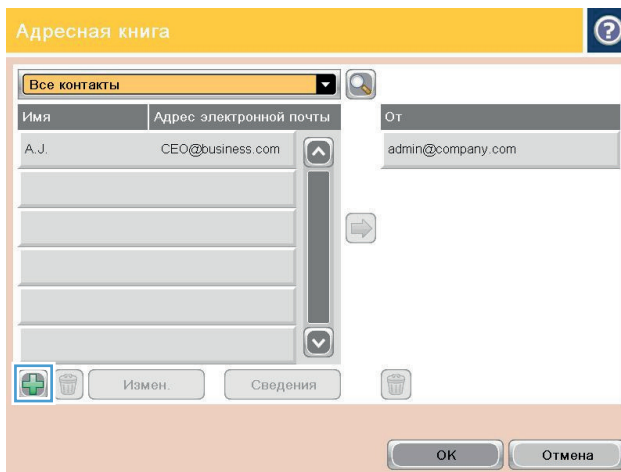 Адресная книга
Все контакты
Имя Адрес электронной почты От
A.J. CEO@business.com admin@company.com
Измен. Сведения
OK Отмена